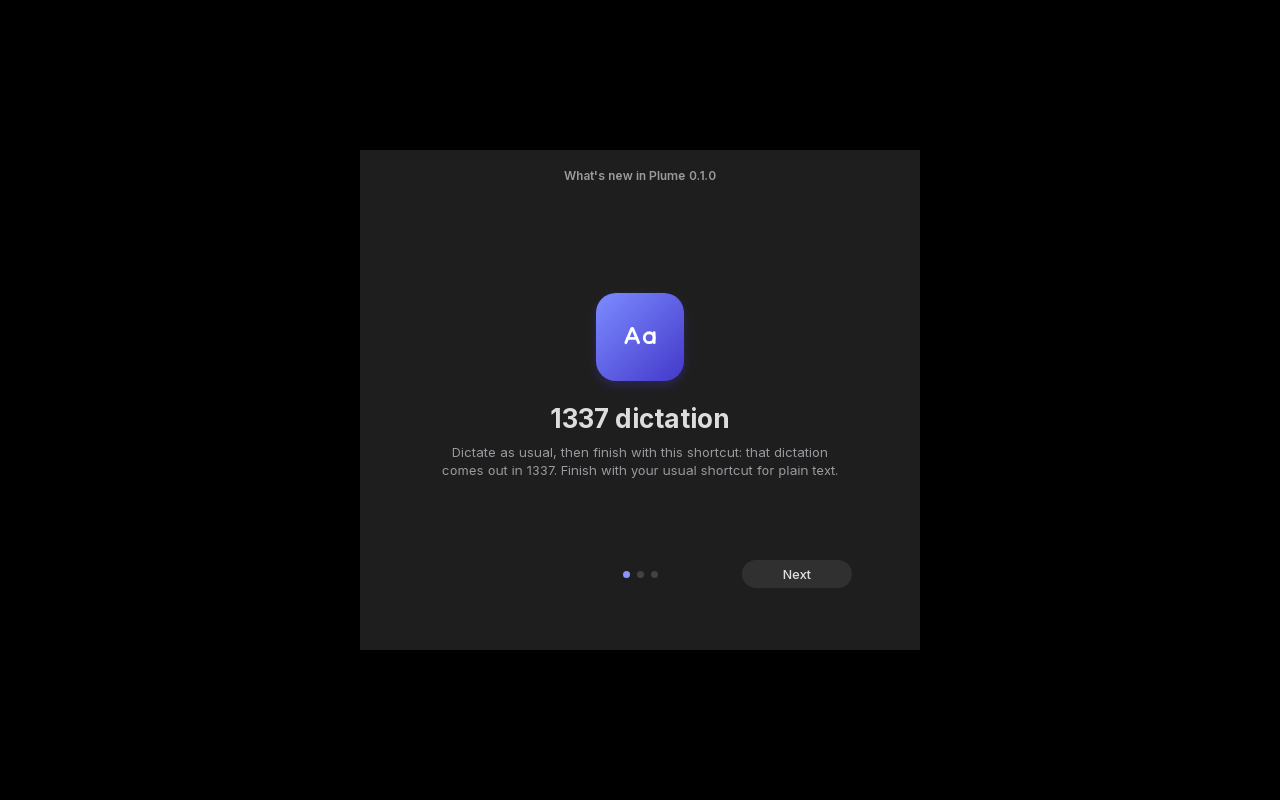 What's new in Plume 0.1.0
Aa
1337 dictation
Dictate as usual, then finish with this shortcut: that dictation
comes out in 1337. Finish with your usual shortcut for plain text.
Next